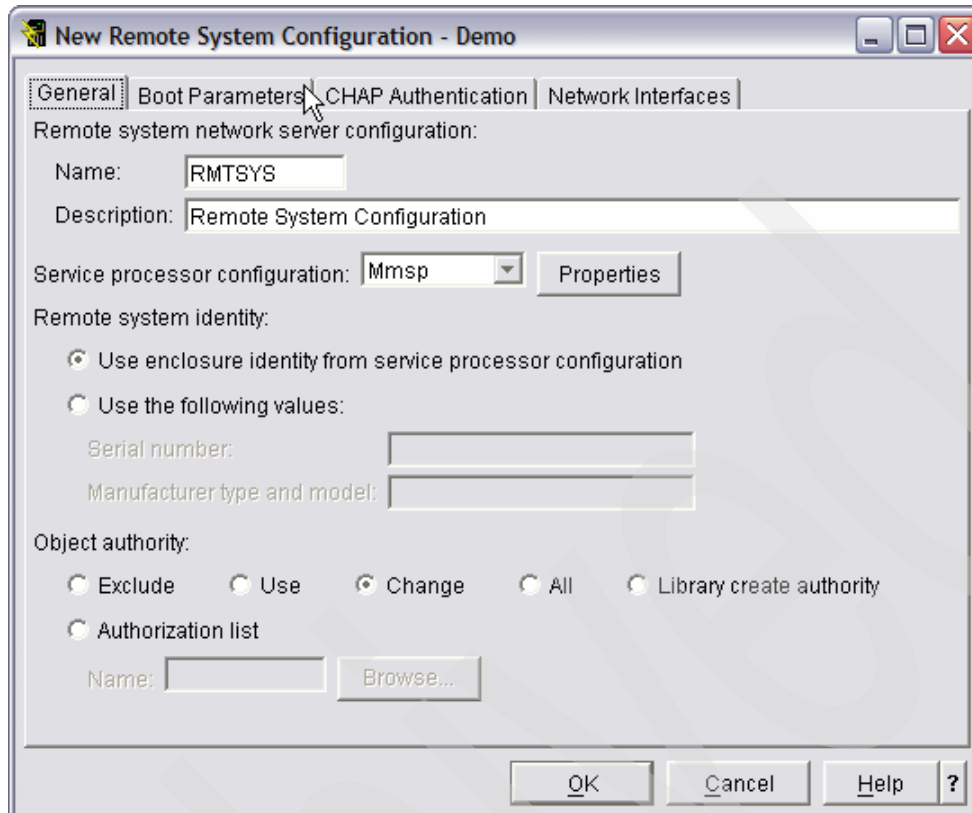 New Remote System Configuration - Demo
General Boot Parameters CHAP Authentication Network Interfaces
Remote system network server configuration:
Name: RMTSYS
Description: Remote System Configuration
Service processor configuration: Mmsp Properties
Remote system identity:
Use enclosure identity from service processor configuration
Use the following values:
Serial number:
Manufacturer type and model:
Object authority:
Exclude Use Change All Library create authority
Authorization list
Name: Browse...
OK Cancel Help ?